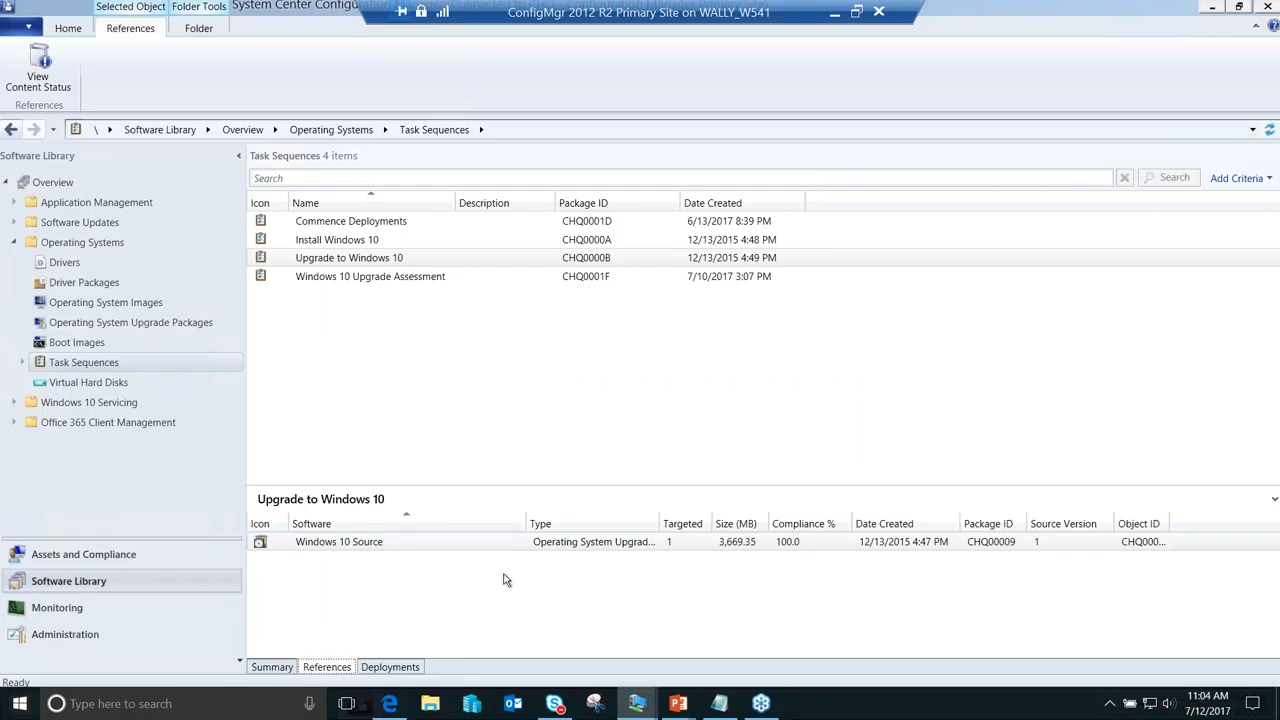 Selected Object
Folder Tools
System Center Config
ConfigMgr 2012 R2 Primary Site on WALLY_W541
Home
References
Folder
View
Content Status
References
\
Software Library
Overview
Operating Systems
Task Sequences
Software Library
Overview
Application Management
Software Updates
Operating Systems
Drivers
Driver Packages
Operating System Images
Operating System Upgrade Packages
Boot Images
Task Sequences
Virtual Hard Disks
Windows 10 Servicing
Office 365 Client Management
Assets and Compliance
Software Library
Monitoring
Administration
Task Sequences 4 items
Search
Search
Add Criteria
Icon Name Description Package ID Date Created
Commence Deployments CHQ0001D 6/13/2017 8:39 PM
Install Windows 10 CHQ0000A 12/13/2015 4:48 PM
Upgrade to Windows 10 CHQ0000B 12/13/2015 4:49 PM
Windows 10 Upgrade Assessment CHQ0001F 7/10/2017 3:07 PM
Upgrade to Windows 10
Icon Software Type Targeted Size (MB) Compliance % Date Created Package ID Source Version Object ID
Windows 10 Source Operating System Upgrad... 1 3,669.35 100.0 12/13/2015 4:47 PM CHQ00009 1 CHQ000...
Summary References Deployments
Ready
Type here to search
11:04 AM
7/12/2017